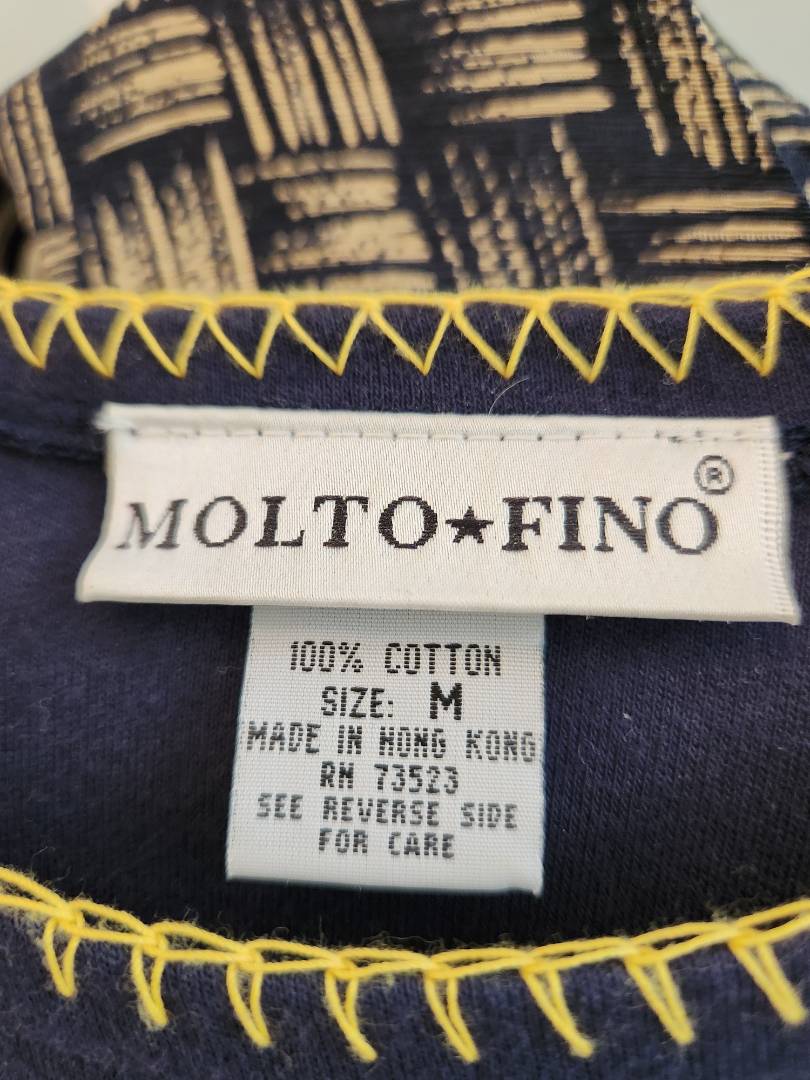 MOLTO★FINO®
100% COTTON
SIZE: M
MADE IN HONG KONG
RN 73523
SEE REVERSE SIDE
FOR CARE